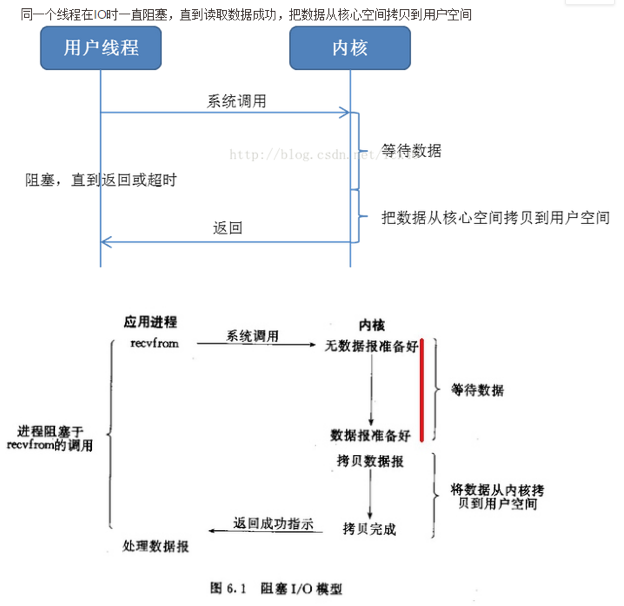 同一个线程在IO时一直阻塞，直到读取数据成功，把数据从核心空间拷贝到用户空间
用户线程
内核
系统调用
http://blog.csdn.net/
等待数据
阻塞，直到返回或超时
把数据从核心空间拷贝到用户空间
返回
应用进程
内核
recvfrom
系统调用
无数据报准备好
等待数据
进程阻塞于
recvfrom的调用
数据报准备好
拷贝数据报
将数据从内核拷
贝到用户空间
返回成功指示
拷贝完成
处理数据报
图 6.1 阻塞 I/O 模型